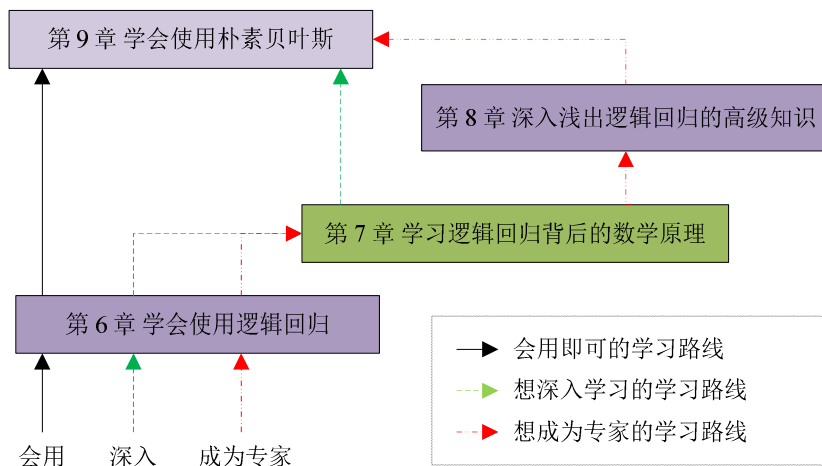 第 9 章 学会使用朴素贝叶斯
第 8 章 深入浅出逻辑回归的高级知识
第 7 章 学习逻辑回归背后的数学原理
第 6 章 学会使用逻辑回归
会用即可的学习路线
想深入学习的学习路线
想成为专家的学习路线
会用 深入 成为专家